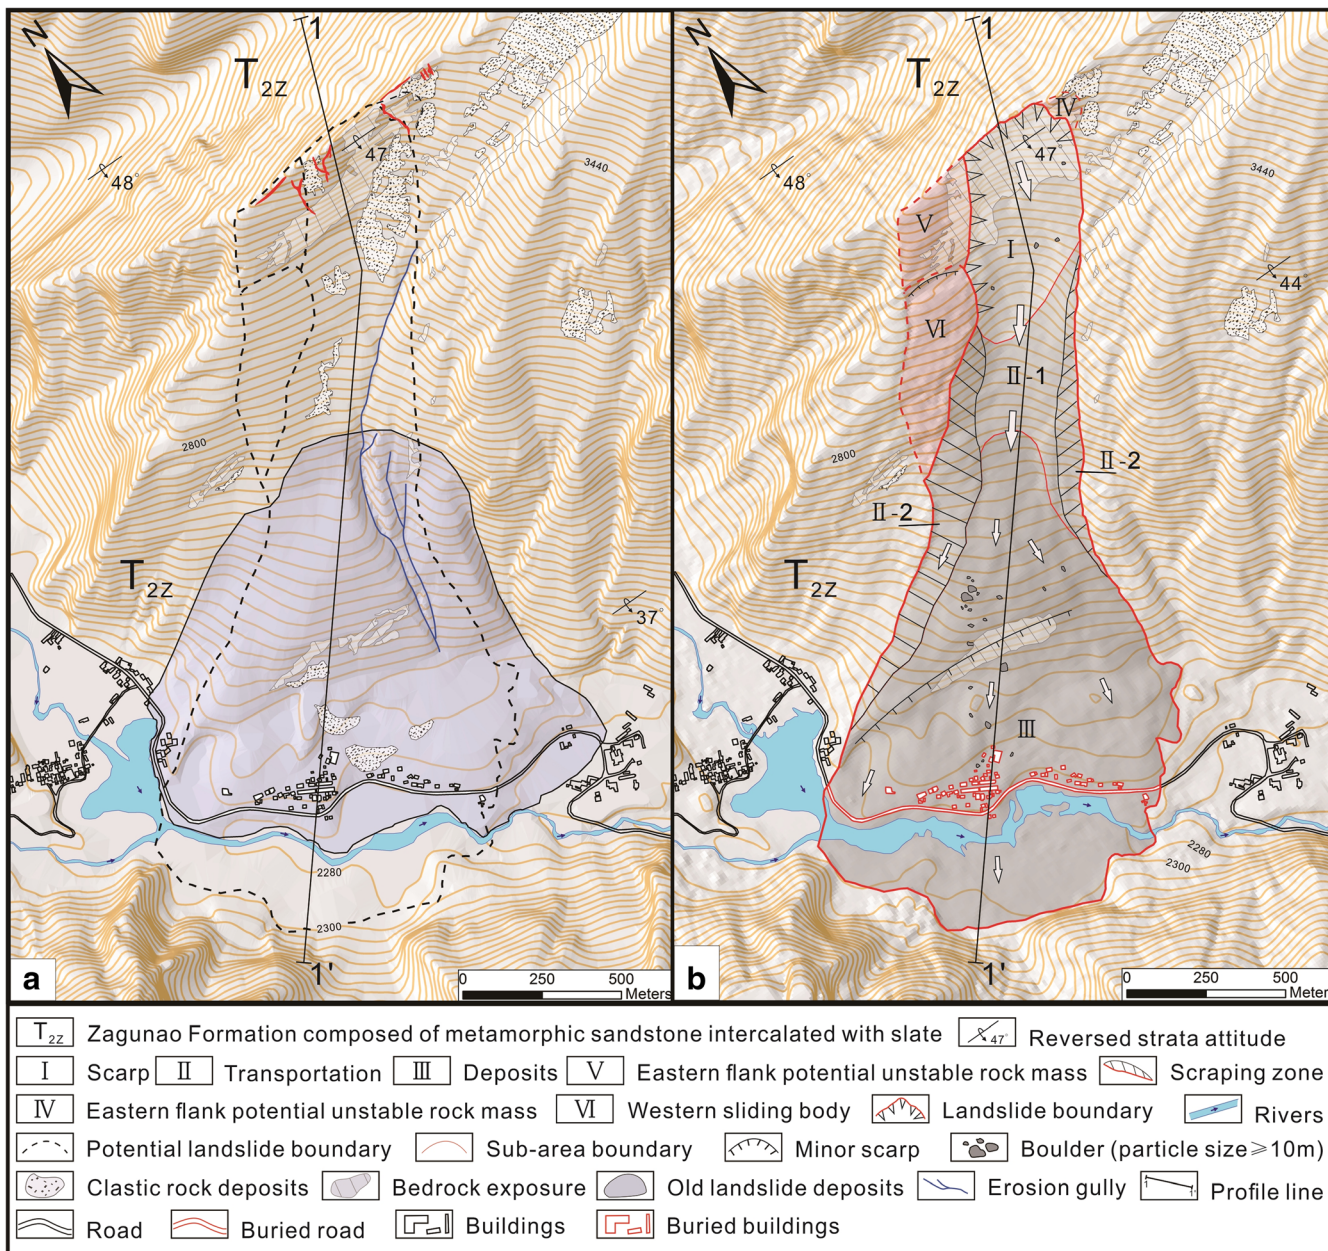 N
1
T2Z
47
48°
3440
2800
T2Z
37°
2280
2300
1'
a
0 250 500
Meters
N
1
T2Z
IV
47°
48°
3440
V
I
44°
VI
II-1
2800
II-2
II-2
T2Z
III
2280
2300
1'
b
0 250 500
Meter
T2Z Zagunao Formation composed of metamorphic sandstone intercalated with slate 47° Reversed strata attitude
I Scarp II Transportation III Deposits V Eastern flank potential unstable rock mass Scraping zone
IV Eastern flank potential unstable rock mass VI Western sliding body Landslide boundary Rivers
Potential landslide boundary Sub-area boundary Minor scarp Boulder (particle size⩾10m)
Clastic rock deposits Bedrock exposure Old landslide deposits Erosion gully Profile line
Road Buried road Buildings Buried buildings